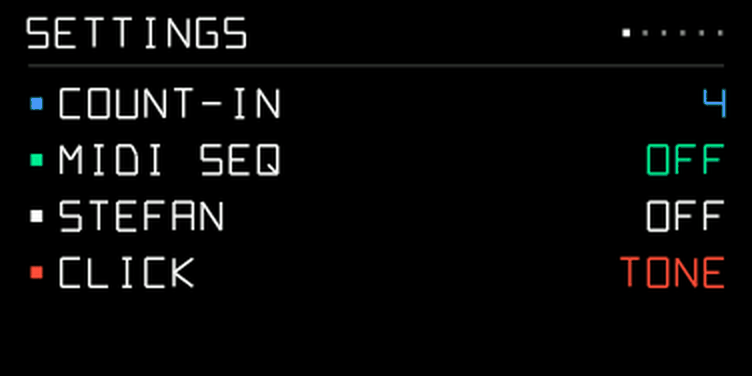 SETTINGS
COUNT-IN 4
MIDI SEQ OFF
STEFAN OFF
CLICK TONE